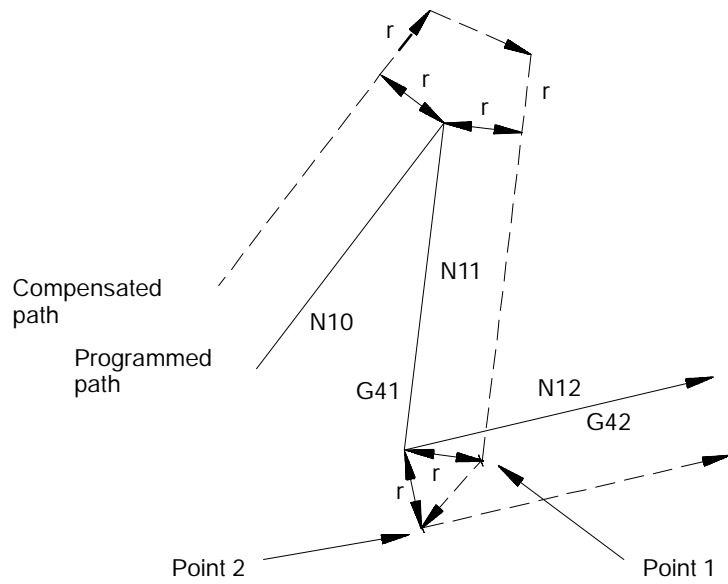 r
r
r
r
N11
Compensated
path
N10
Programmed
path
N12
G41
G42
r
r
Point 2
Point 1